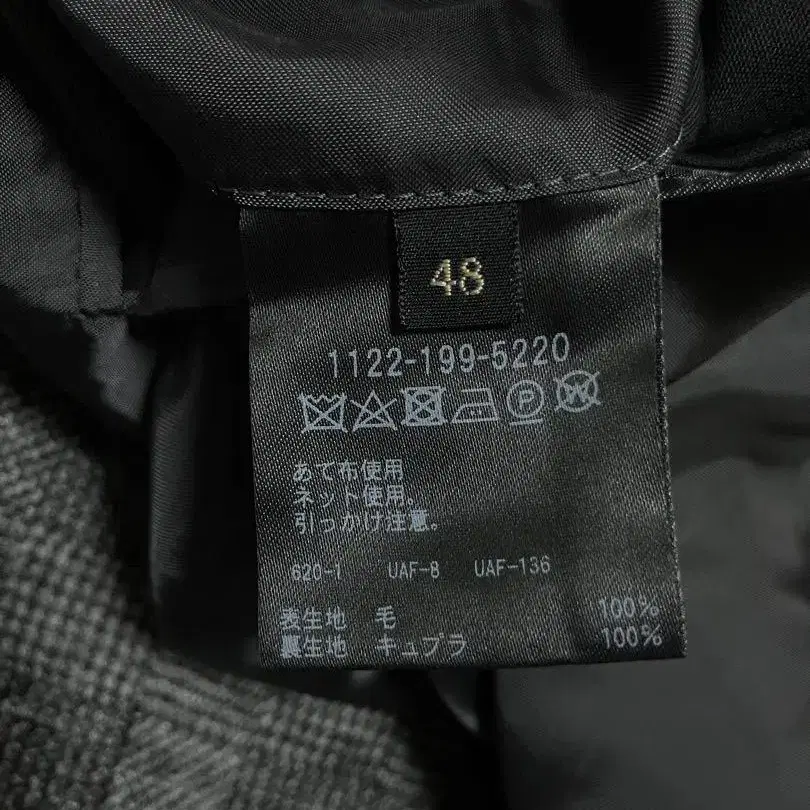 48
1122-199-5220
あて布使用
ネット使用。
引っかけ注意。
620-1 UAF-8 UAF-136
表生地 毛 100%
裏生地 キュプラ 100%